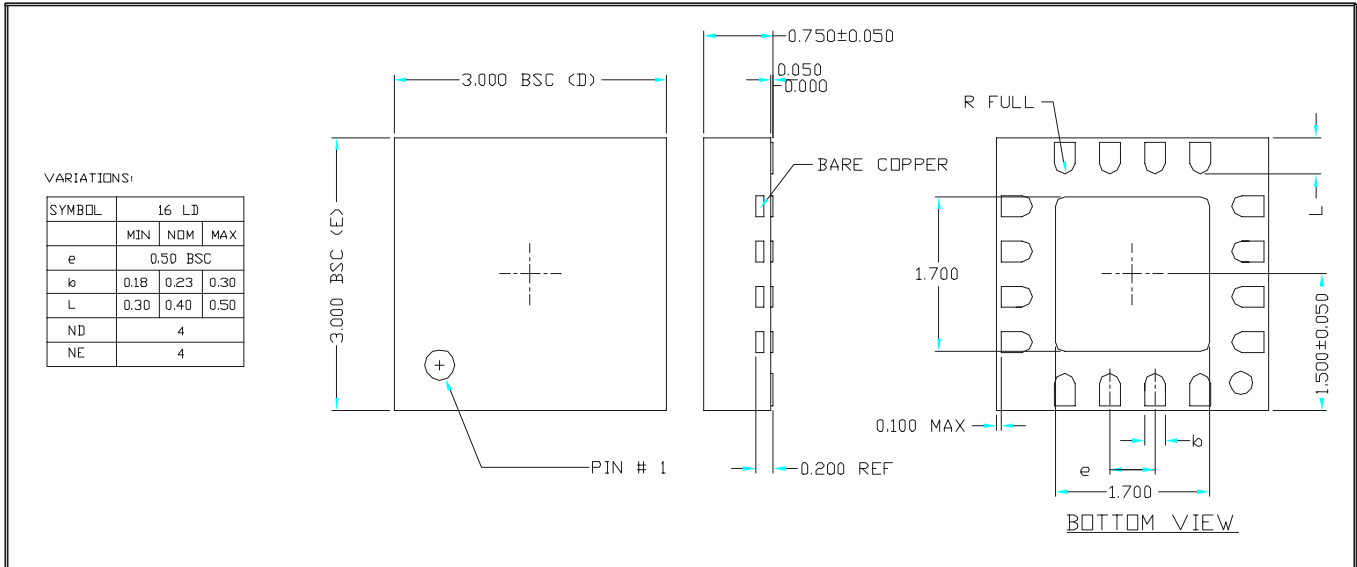 VARIATIONS:
SYMBOL 16 LD
MIN NOM MAX
e 0.50 BSC
b 0.18 0.23 0.30
L 0.30 0.40 0.50
ND 4
NE 4
3.000 BSC (D)
3.000 BSC (E)
PIN # 1
0.750±0.050
0.050
0.000
BARE COPPER
0.200 REF
R FULL
L
1.700
1.500±0.050
0.100 MAX
b
e
1.700
BOTTOM VIEW